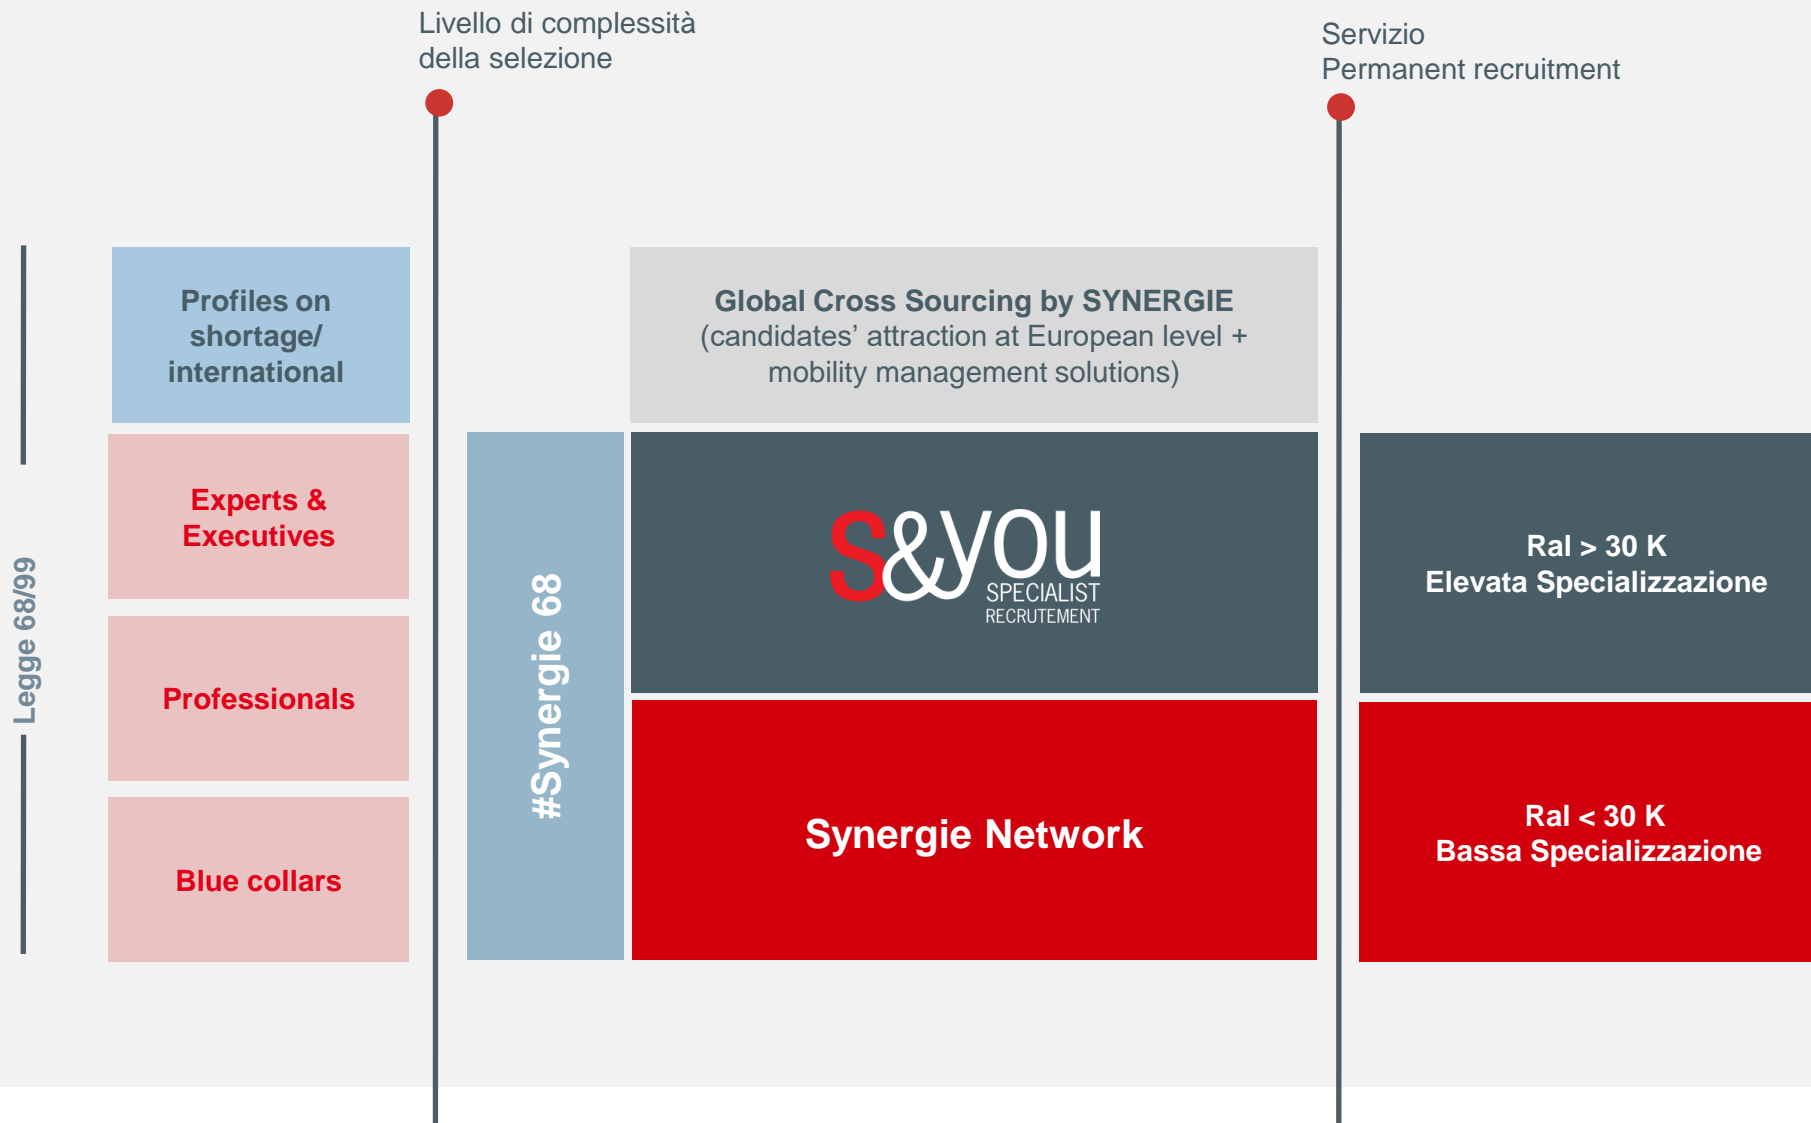 Livello di complessità
della selezione
Servizio
Permanent recruitment
Legge 68/99
Profiles on
shortage/
international
Experts &
Executives
Professionals
Blue collars
#Synergie 68
Global Cross Sourcing by SYNERGIE
(candidates’ attraction at European level +
mobility management solutions)
S&you
SPECIALIST
RECRUTEMENT
Synergie Network
Ral > 30 K
Elevata Specializzazione
Ral < 30 K
Bassa Specializzazione